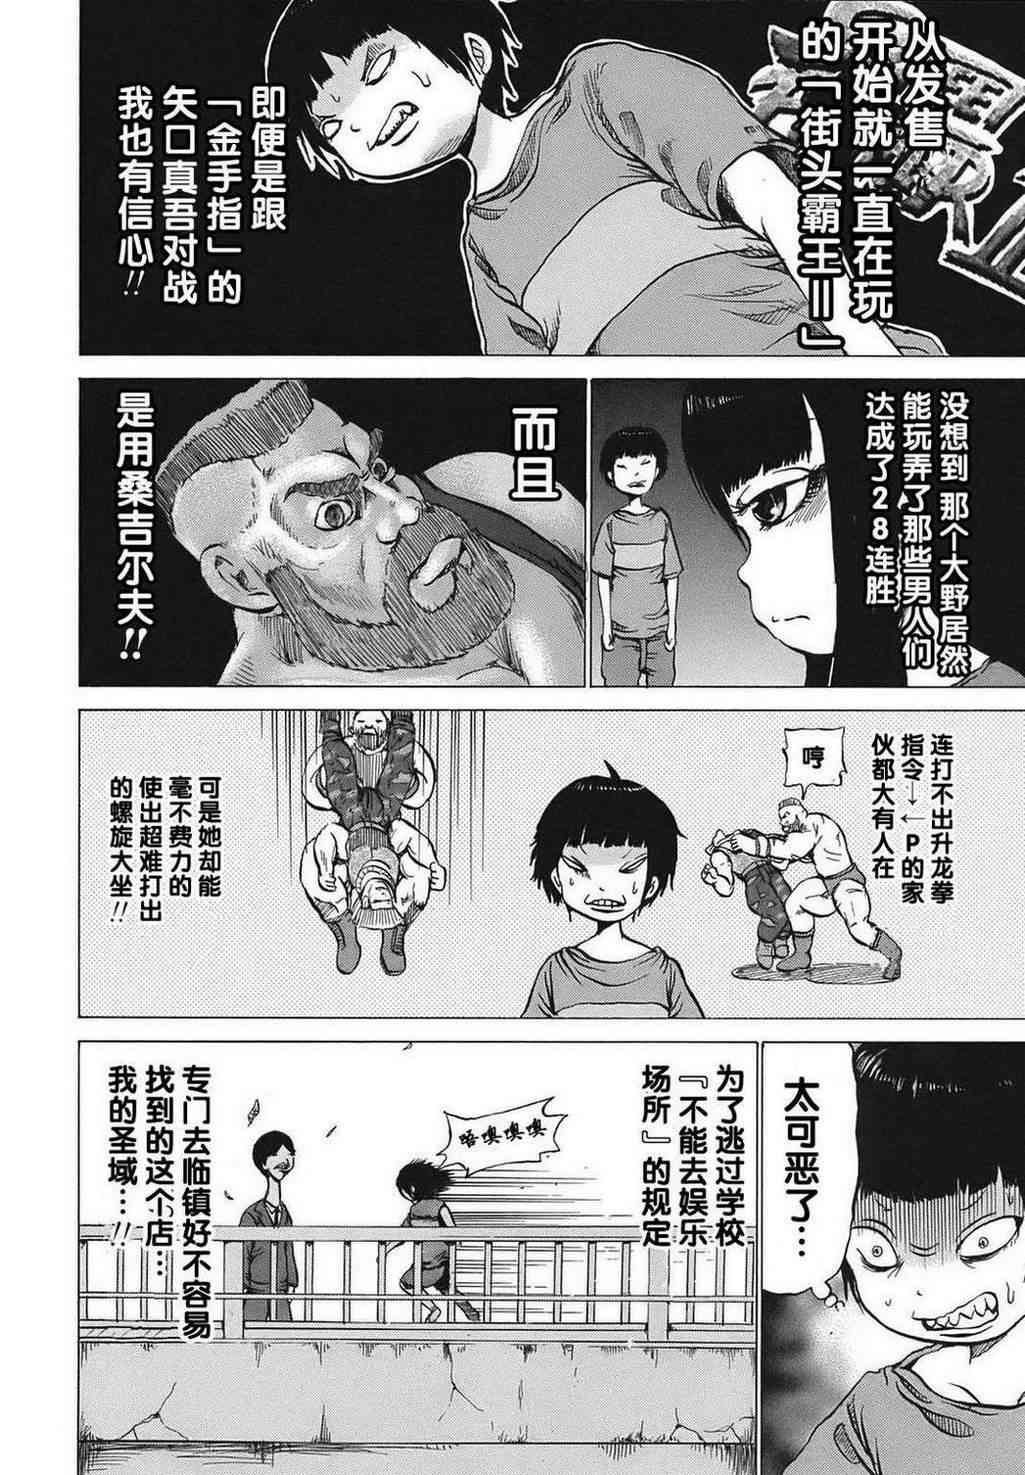 从发售
开始就一直在玩
的「街头霸王Ⅱ」
即便是跟
「金手指」的
矢口真吾对战
我也有信心!!
没想到 那个大野居然
能玩弄了那些男人们
达成了28连胜
而且
是用桑吉尔夫!!
连打不出升龙拳
指令→↓←P的家
伙都大有人在
哼
可是她却能
毫不费力的
使出超难打出
的螺旋大坐!!
太可恶了…
为了逃过学校
『不能去娱乐
场所』的规定
唔噢噢噢
专门去临镇好不容易
找到的这个店…
我的圣域…!!